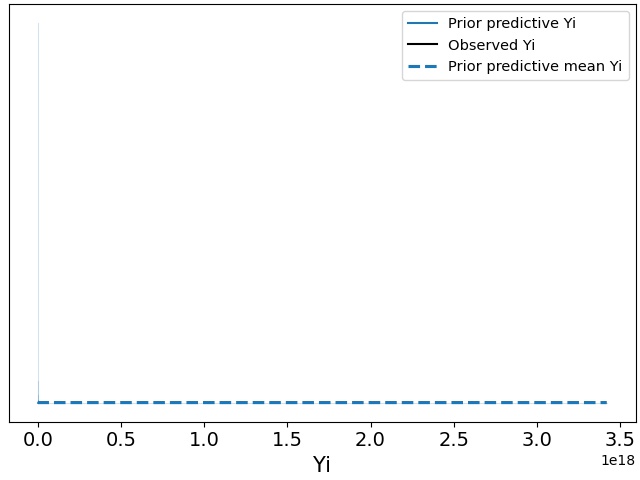 Prior predictive Yi
Observed Yi
Prior predictive mean Yi
0.0 0.5 1.0 1.5 2.0 2.5 3.0 3.5
1e18
Yi